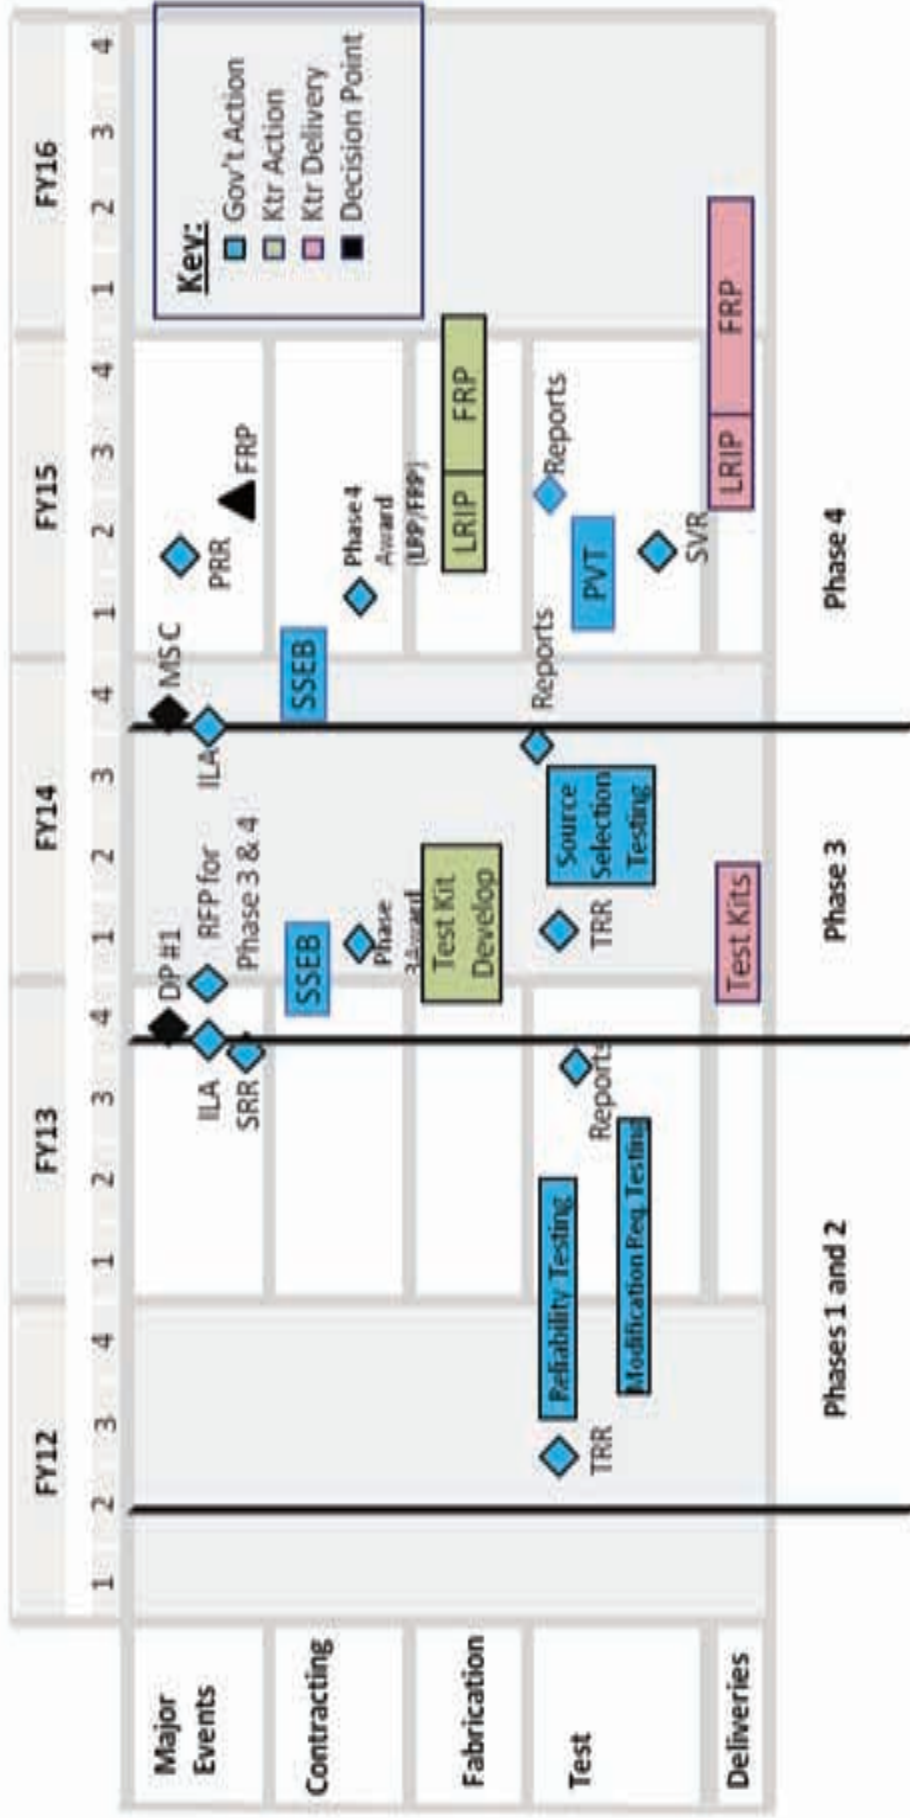 FY12 FY13 FY14 FY15 FY16
1 2 3 4 1 2 3 4 1 2 3 4 1 2 3 4 1 2 3 4
Major
Events
DP #1
MS C
ILA
RFP for
ILA
PRR
SRR
Phase 3 & 4
FRP
Key:
Gov't Action
Ktr Action
Ktr Delivery
Decision Point
Contracting
SSEB
SSEB
Phase
3Award
Phase 4
Award
(LRP/FRP)
Fabrication
Test Kit
Develop
LRIP
FRP
Test
TRR
Reliability Testing
Modification Req. Testing
Reports
TRR
Source
Selection
Testing
Reports
PVT
Reports
SVR
Deliveries
Test Kits
LRIP
FRP
Phases 1 and 2
Phase 3
Phase 4